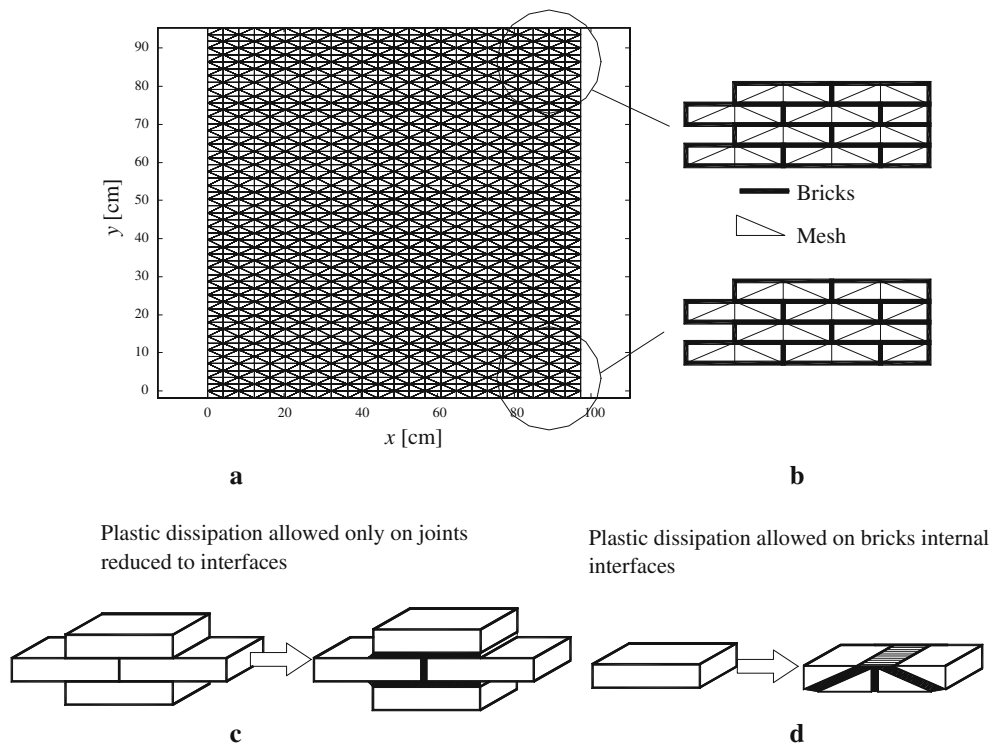 90
80
70
60
50
40
30
20
10
0
y [cm]
0
20
40
60
80
100
x [cm]
Bricks
Mesh
a
b
Plastic dissipation allowed only on joints
reduced to interfaces
Plastic dissipation allowed on bricks internal
interfaces
c
d